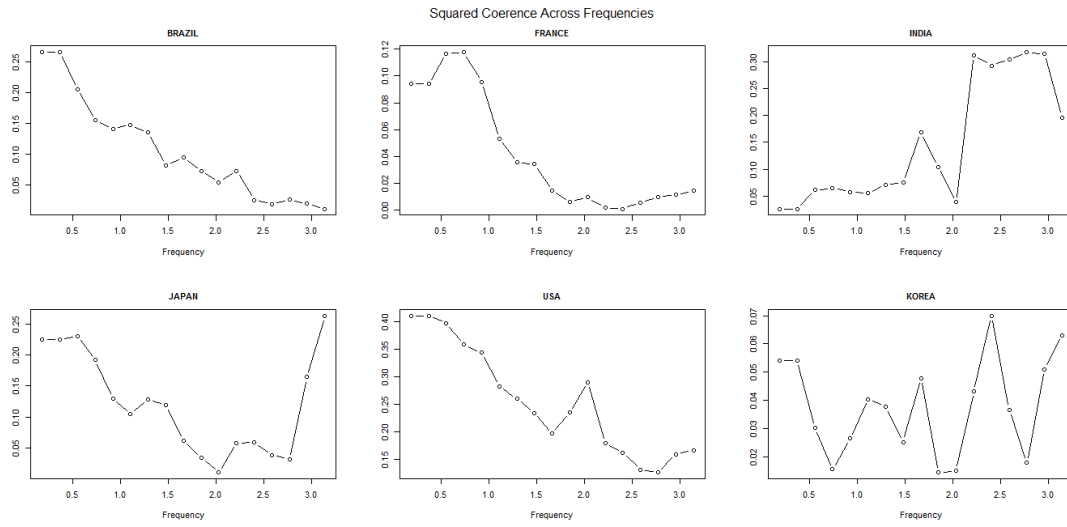 Squared Coerence Across Frequencies
BRAZIL
0.05 0.10 0.15 0.20 0.25
0.5 1.0 1.5 2.0 2.5 3.0
Frequency
FRANCE
0.00 0.02 0.04 0.06 0.08 0.10 0.12
0.5 1.0 1.5 2.0 2.5 3.0
Frequency
INDIA
0.05 0.10 0.15 0.20 0.25 0.30
0.5 1.0 1.5 2.0 2.5 3.0
Frequency
JAPAN
0.05 0.10 0.15 0.20 0.25
0.5 1.0 1.5 2.0 2.5 3.0
Frequency
USA
0.15 0.20 0.25 0.30 0.35 0.40
0.5 1.0 1.5 2.0 2.5 3.0
Frequency
KOREA
0.02 0.03 0.04 0.05 0.06 0.07
0.5 1.0 1.5 2.0 2.5 3.0
Frequency